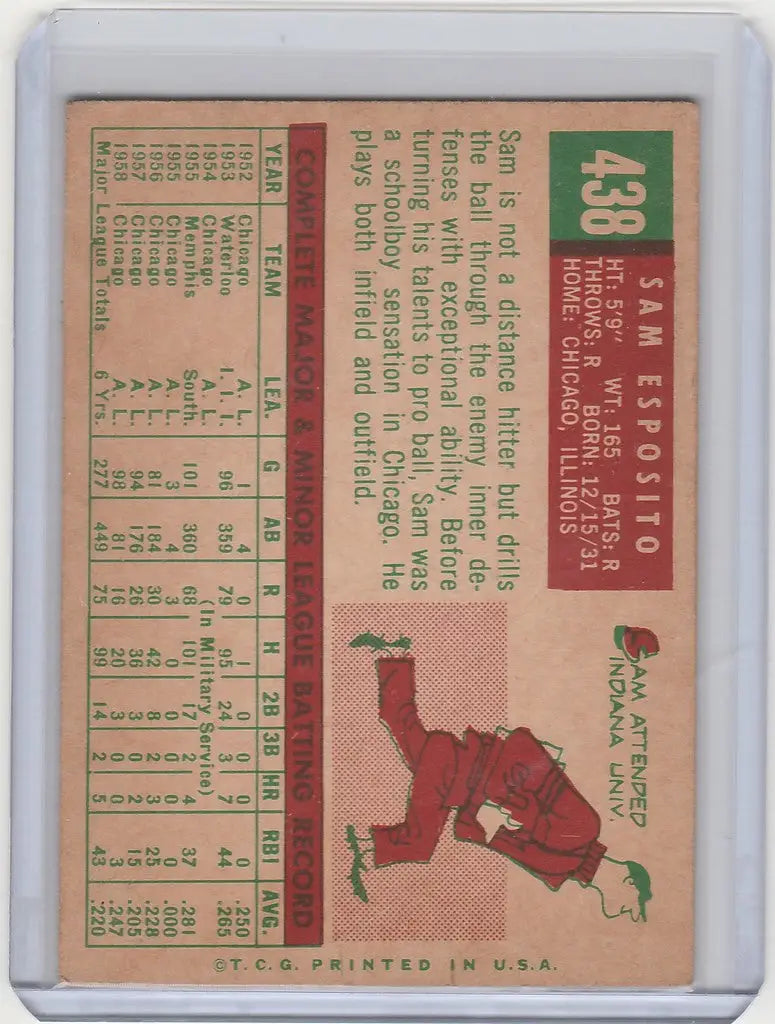 438
SAM ESPOSITO
HT: 5'9" WT: 165 BATS: R
THROWS: R BORN: 12/15/31
HOME: CHICAGO, ILLINOIS
SAM ATTENDED
INDIANA UNIV.
Sam is not a distance hitter but drills
the ball through the enemy inner de-
fenses with exceptional ability. Before
turning his talents to pro ball, Sam was
a schoolboy sensation in Chicago. He
plays both infield and outfield.
COMPLETE MAJOR & MINOR LEAGUE BATTING RECORD
YEAR TEAM LEA. G AB R H 2B 3B HR RBI AVG.
1952 Chicago A. L. 1 4 0 1 0 0 0 0 .250
1953 Waterloo I. I. I. 96 359 79 95 24 3 7 44 .265
1954 Chicago A. L. (In Military Service)
1955 Memphis South. 101 360 68 101 17 2 4 37 .281
1955 Chicago A. L. 3 4 3 0 0 0 0 0 .000
1956 Chicago A. L. 81 184 30 42 8 2 3 25 .228
1957 Chicago A. L. 94 176 26 36 3 0 2 15 .205
1958 Chicago A. L. 98 81 16 20 3 0 0 3 .247
Major League Totals 6 Yrs. 277 449 75 99 14 2 5 43 .220
©T. C. G. PRINTED IN U.S.A.